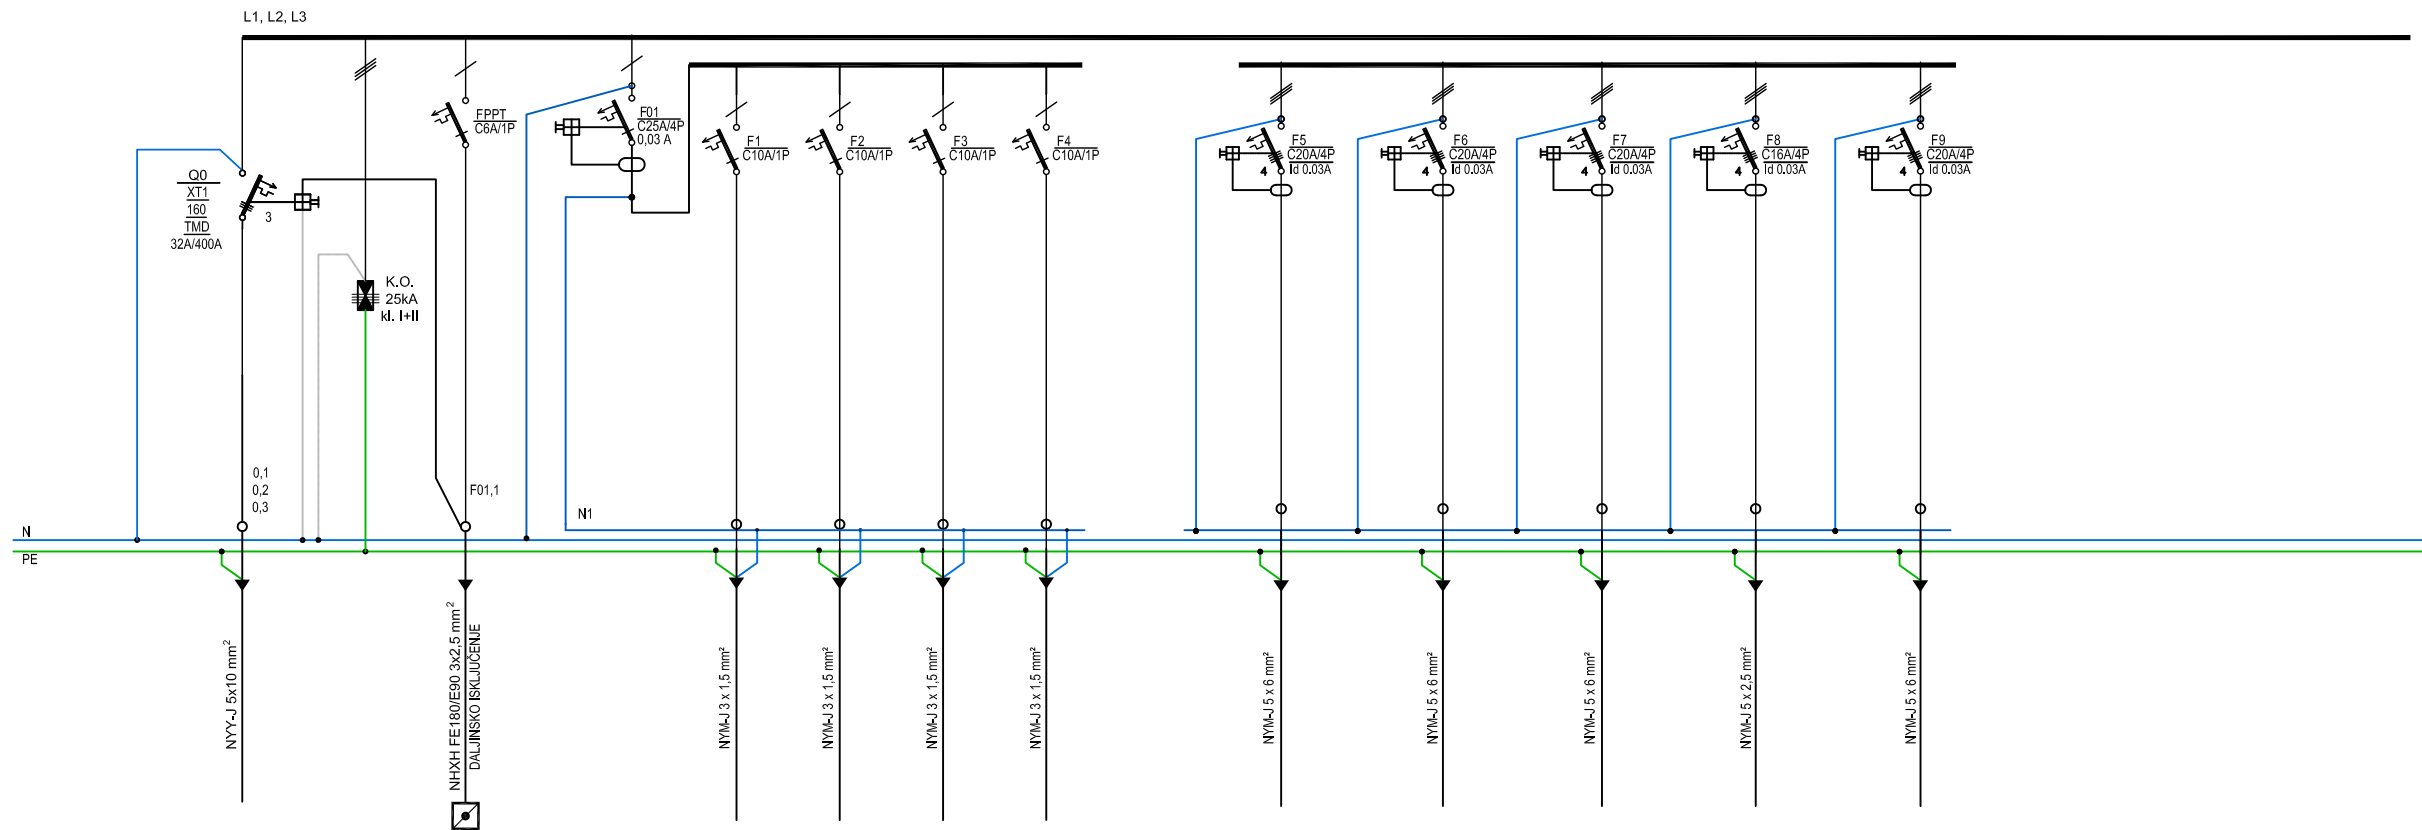 L1, L2, L3
Q0
XT1
160
TMD
32A/400A
3
K.O.
25kA
kl. I+II
FPPT
C6A/1P
F01
C25A/4P
0,03 A
F1
C10A/1P
F2
C10A/1P
F3
C10A/1P
F4
C10A/1P
F5
C20A/4P
Id 0.03A
4
F6
C20A/4P
Id 0.03A
4
F7
C20A/4P
Id 0.03A
4
F8
C16A/4P
Id 0.03A
4
F9
C20A/4P
Id 0.03A
0,1
0,2
0,3
F01,1
N1
N
PE
NYY-J 5x10 mm²
NHXH FE180/E90 3x2,5 mm²
DALJINSKO ISKLJUČENJE
NYM-J 3 x 1,5 mm²
NYM-J 3 x 1,5 mm²
NYM-J 3 x 1,5 mm²
NYM-J 3 x 1,5 mm²
NYM-J 5 x 6 mm²
NYM-J 5 x 6 mm²
NYM-J 5 x 6 mm²
NYM-J 5 x 2,5 mm²
NYM-J 5 x 6 mm²